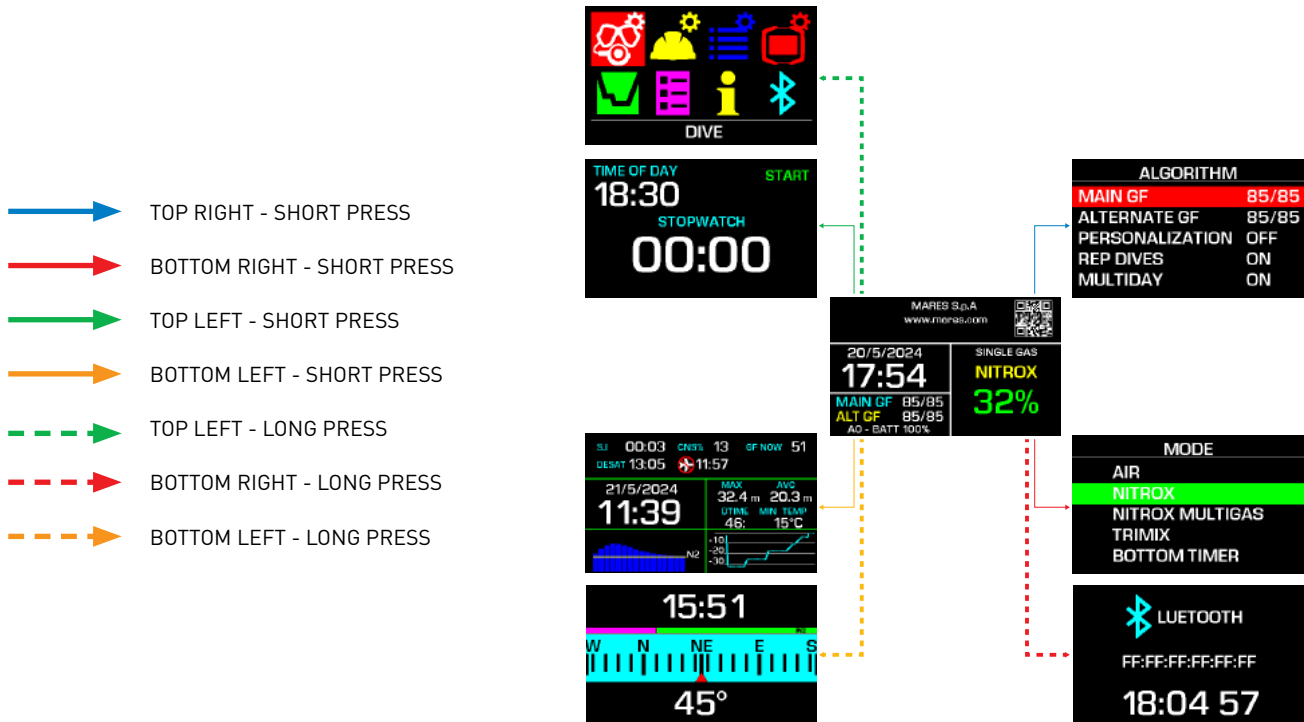 TOP RIGHT - SHORT PRESS
BOTTOM RIGHT - SHORT PRESS
TOP LEFT - SHORT PRESS
BOTTOM LEFT - SHORT PRESS
TOP LEFT - LONG PRESS
BOTTOM RIGHT - LONG PRESS
BOTTOM LEFT - LONG PRESS
DIVE
TIME OF DAY START
18:30
STOPWATCH
00:00
S.I 00:03 CNS% 13 GF NOW 51
DESAT 13:05 11:57
21/5/2024
11:39
MAX AVG
32.4 m 20.3 m
DTIME MIN TEMP
46: 15°C
N2
-10
-20
-30
15:51
W N NE E S
45°
MARES S.p.A
www.mares.com
20/5/2024
17:54
MAIN GF 85/85
ALT GF 85/85
A0 - BATT 100%
SINGLE GAS
NITROX
32%
ALGORITHM
MAIN GF 85/85
ALTERNATE GF 85/85
PERSONALIZATION OFF
REP DIVES ON
MULTIDAY ON
MODE
AIR
NITROX
NITROX MULTIGAS
TRIMIX
BOTTOM TIMER
LUETOOTH
FF:FF:FF:FF:FF:FF
18:04 57